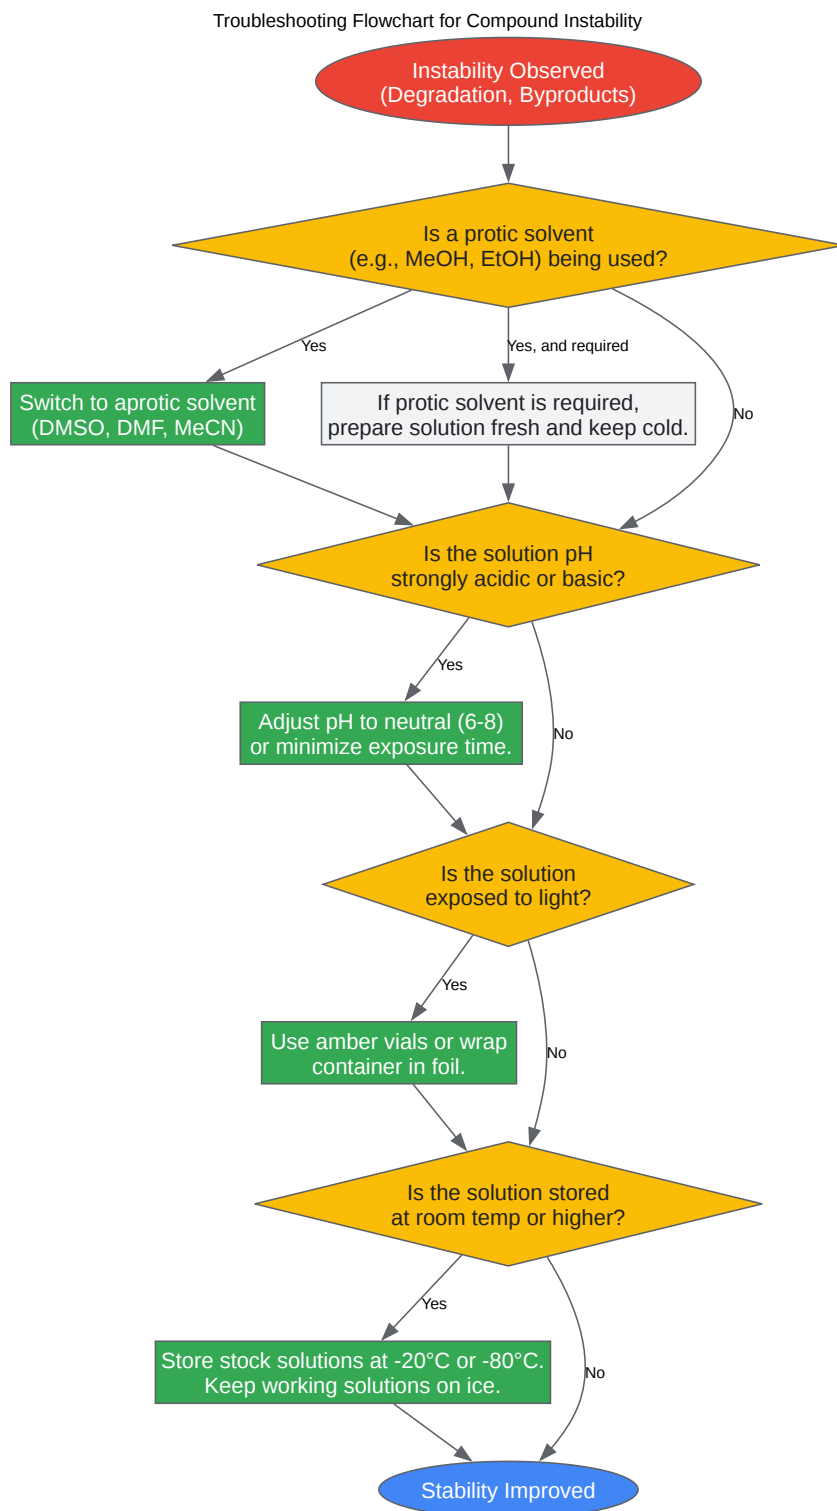 Troubleshooting Flowchart for Compound Instability
Instability Observed
(Degradation, Byproducts)
Is a protic solvent
(e.g., MeOH, EtOH) being used?
Yes
Yes, and required
No
Switch to aprotic solvent
(DMSO, DMF, MeCN)
If protic solvent is required,
prepare solution fresh and keep cold.
Is the solution pH
strongly acidic or basic?
Yes
No
Adjust pH to neutral (6-8)
or minimize exposure time.
Is the solution
exposed to light?
Yes
No
Use amber vials or wrap
container in foil.
Is the solution stored
at room temp or higher?
Yes
No
Store stock solutions at -20°C or -80°C.
Keep working solutions on ice.
Stability Improved